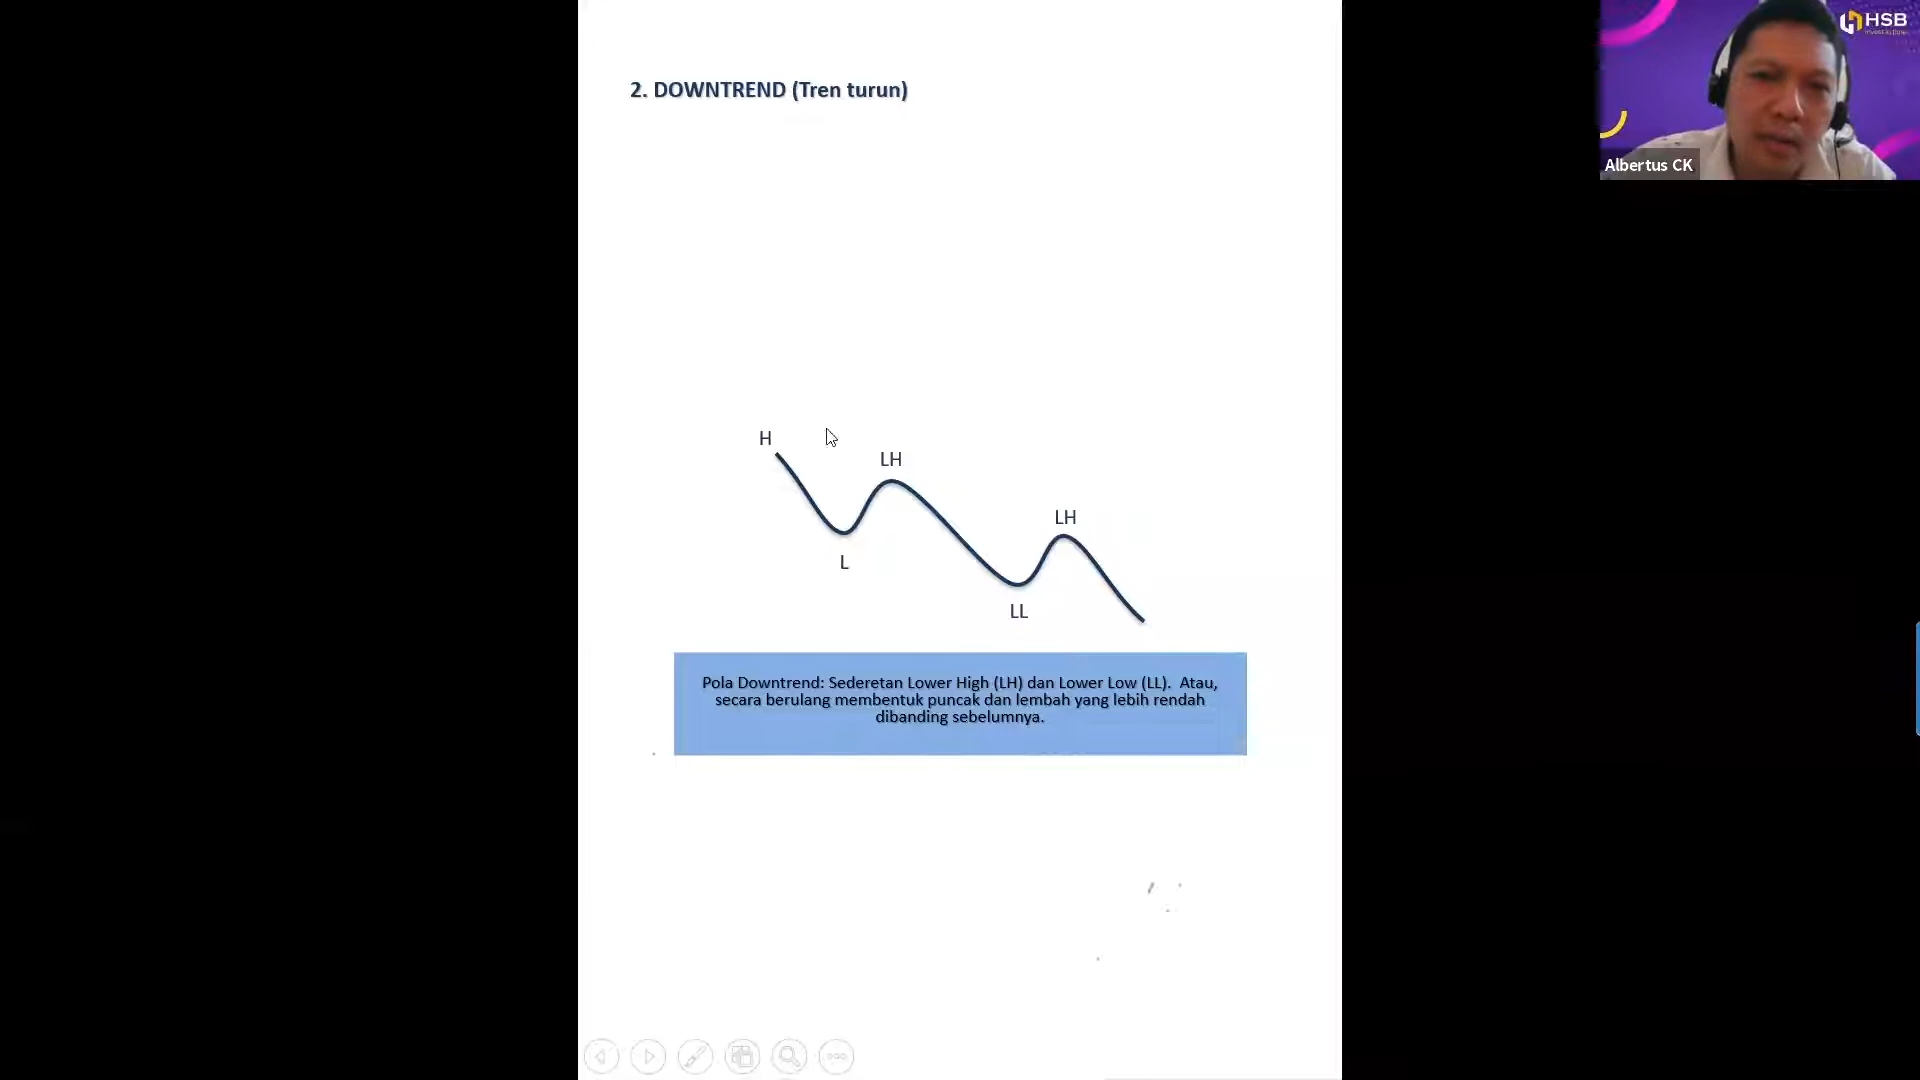 HSB
2. DOWNTREND (Tren turun)
Albertus CK
H
LH
LH
L
LL
Pola Downtrend: Sederetan Lower High (LH) dan Lower Low (LL). Atau,
secara berulang membentuk puncak dan lembah yang lebih rendah
dibanding sebelumnya.